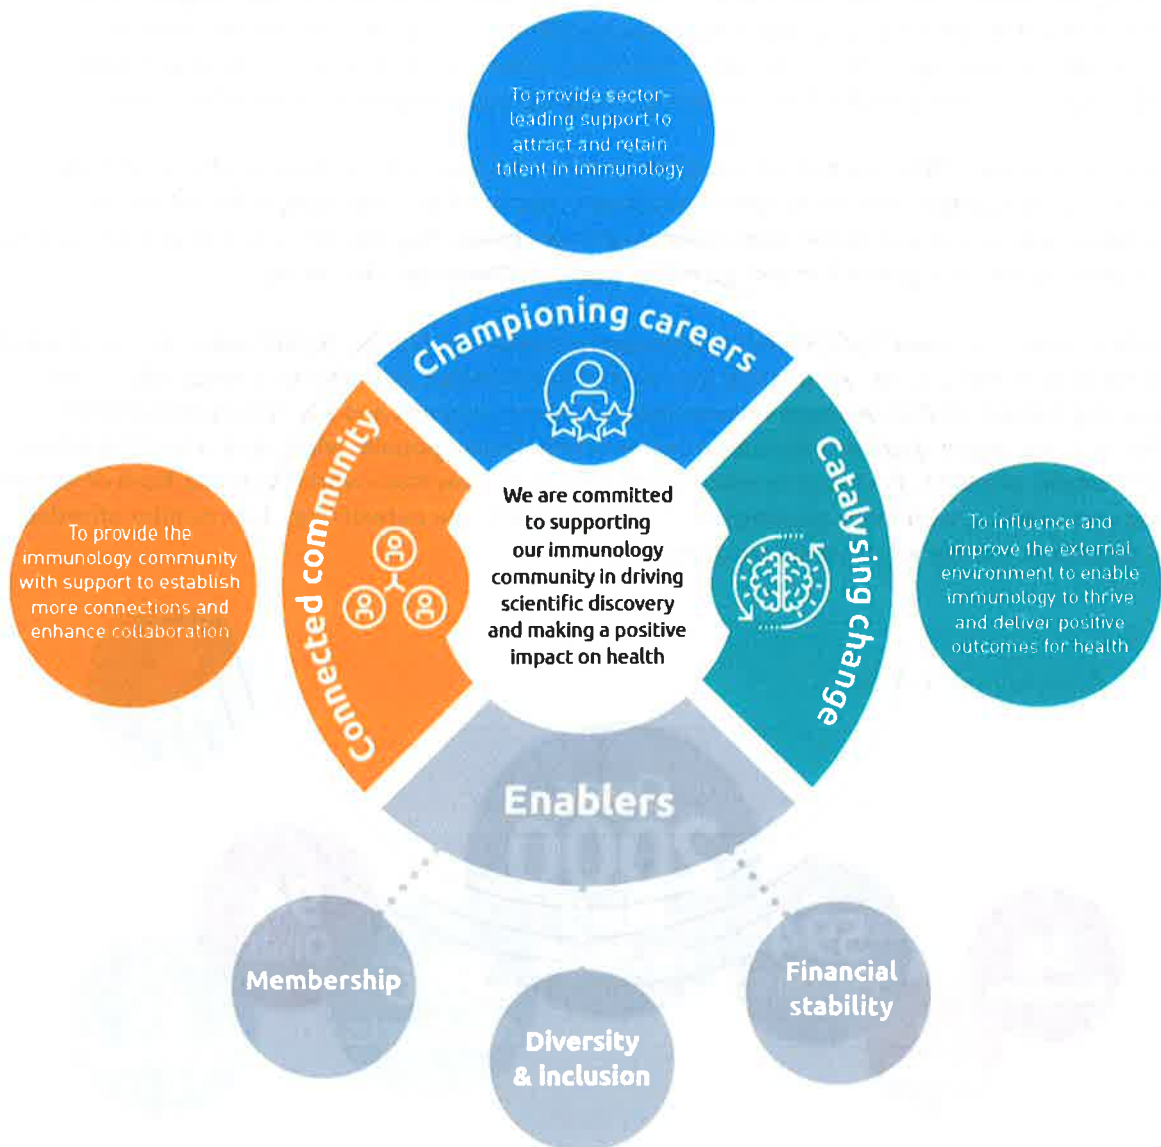 To provide sector-
leading support to
attract and retain
talent in immunology
Championing careers
Connected community
Catalysing change
We are committed
to supporting
our immunology
community in driving
scientific discovery
and making a positive
impact on health
To provide the
immunology community
with support to establish
more connections and
enhance collaboration
To influence and
improve the external
environment to enable
immunology to thrive
and deliver positive
outcomes for health
Enablers
Membership
Diversity
& inclusion
Financial
stability